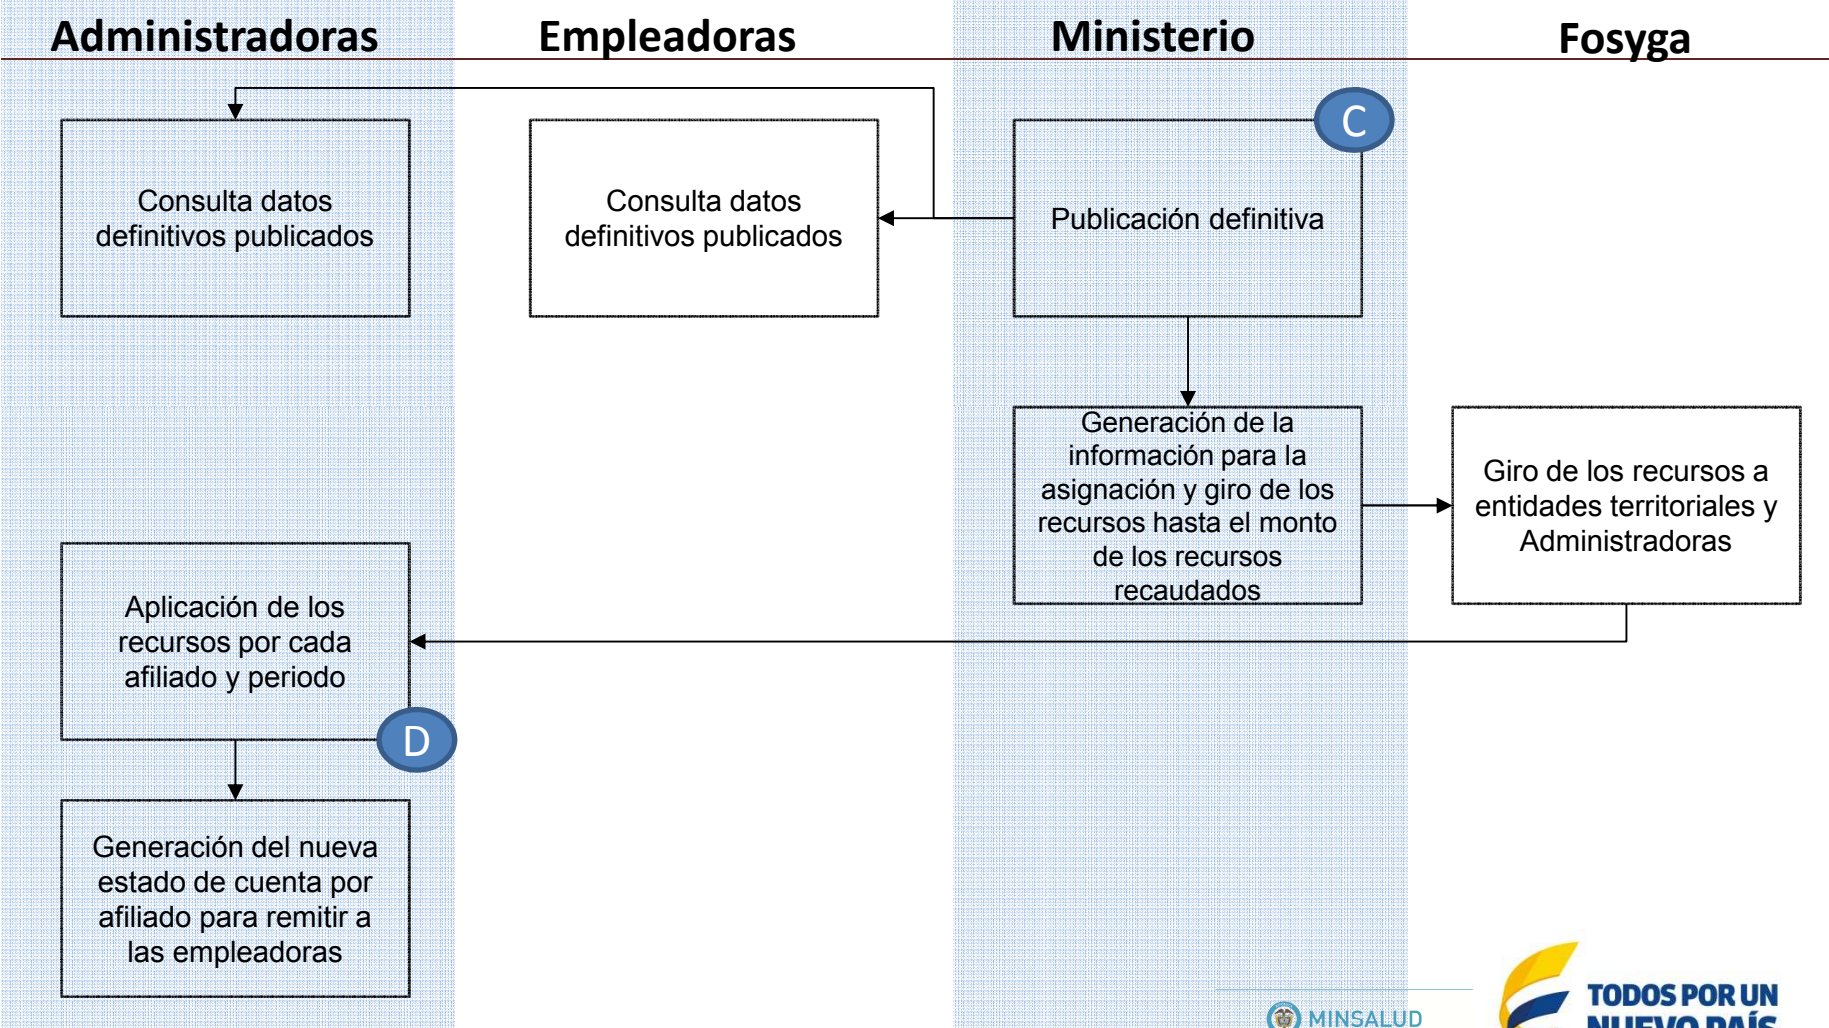 Administradoras
Empleadoras
Ministerio
Fosyga
C
Consulta datos
definitivos publicados
Consulta datos
definitivos publicados
Publicación definitiva
Generación de la
información para la
asignación y giro de los
recursos hasta el monto
de los recursos
recaudados
Giro de los recursos a
entidades territoriales y
Administradoras
Aplicación de los
recursos por cada
afiliado y periodo
D
Generación del nueva
estado de cuenta por
afiliado para remitir a
las empleadoras
MINSALUD
TODOS POR UN
NUEVO PAÍS